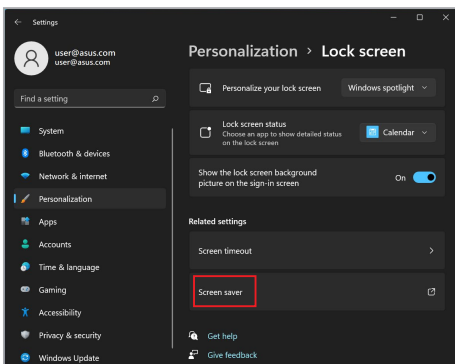 Settings
user@asus.com
user@asus.com
Find a setting
System
Bluetooth & devices
Network & internet
Personalization
Apps
Accounts
Time & language
Gaming
Accessibility
Privacy & security
Windows Update
Personalization > Lock screen
Personalize your lock screen
Windows spotlight
Lock screen status
Choose an app to show detailed status
on the lock screen
Calendar
Show the lock screen background
picture on the sign-in screen
On
Related settings
Screen timeout
Screen saver
Get help
Give feedback